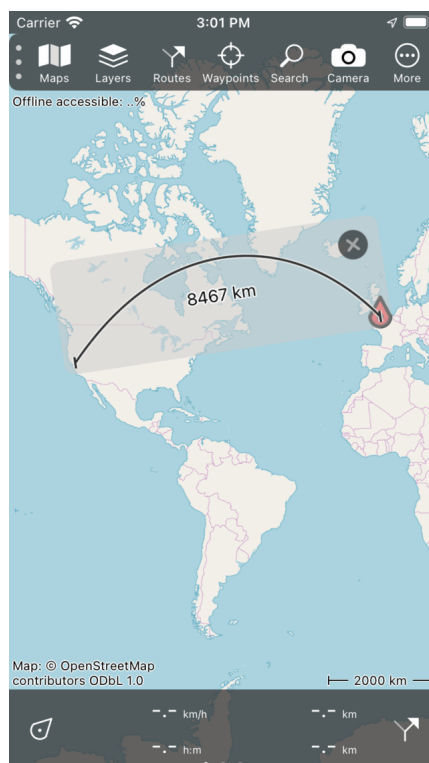 Carrier 3:01 PM
Maps Layers Routes Waypoints Search Camera More
Offline accessible: ..%
8467 km
Map: © OpenStreetMap
contributors ODbL 1.0
2000 km
-.- km/h -.- km
-.- h:m -.- km